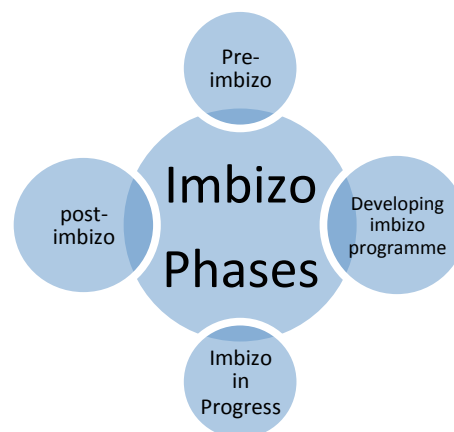 Pre-
imbizo
Imbizo
Phases
Developing
imbizo
programme
Imbizo
in
Progress
post-
imbizo